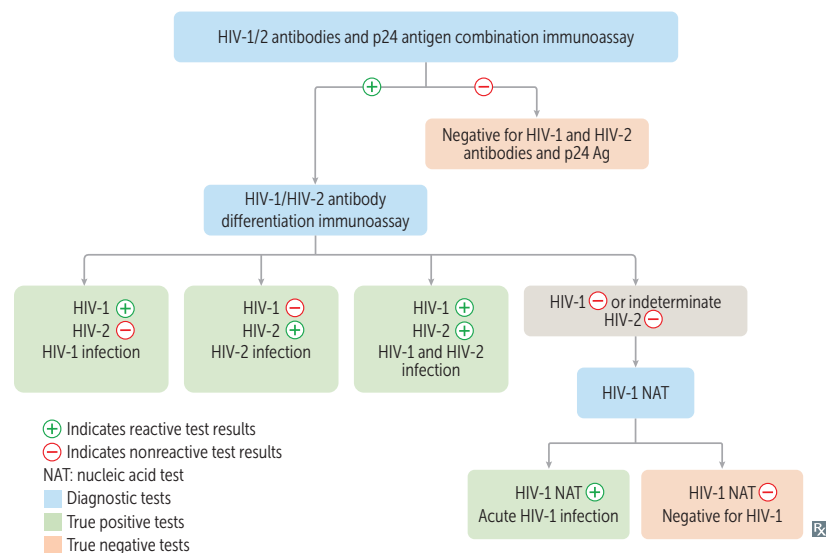 HIV-1/2 antibodies and p24 antigen combination immunoassay
+
−
Negative for HIV-1 and HIV-2
antibodies and p24 Ag
HIV-1/HIV-2 antibody
differentiation immunoassay
HIV-1 +
HIV-2 −
HIV-1 infection
HIV-1 −
HIV-2 +
HIV-2 infection
HIV-1 +
HIV-2 +
HIV-1 and HIV-2
infection
HIV-1 − or indeterminate
HIV-2 −
HIV-1 NAT
HIV-1 NAT +
Acute HIV-1 infection
HIV-1 NAT −
Negative for HIV-1
+ Indicates reactive test results
− Indicates nonreactive test results
NAT: nucleic acid test
Diagnostic tests
True positive tests
True negative tests
℞